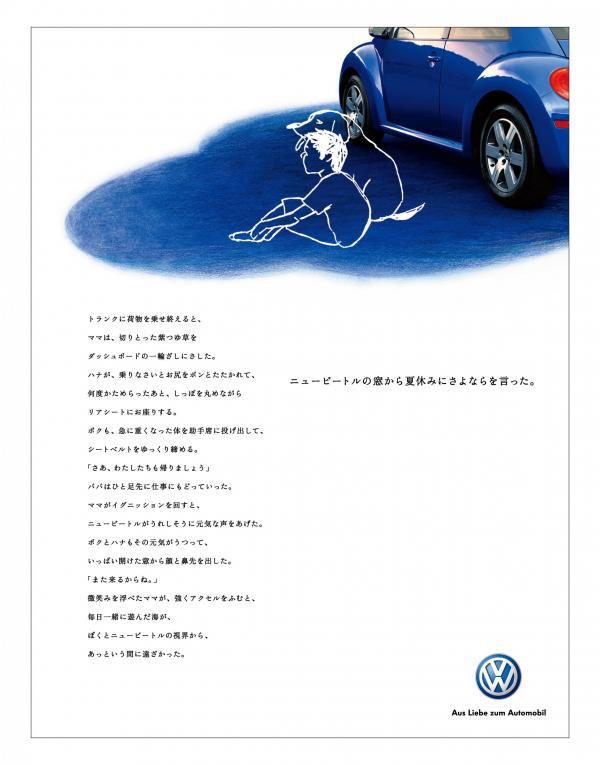 トランクに荷物を乗せ終えると、
ママは、切りとった紫つゆ草を
ダッシュボードの一輪ざしにさした。
ハナが、乗りなさいとお尻をポンとたたかれて、
何度かためらったあと、しっぽを丸めながら
リアシートにお座りする。
ボクも、急に重くなった体を助手席に投げ出して、
シートベルトをゆっくり締める。
「さあ、わたしたちも帰りましょう」
パパはひと足先に仕事にもどっていった。
ママがイグニッションを回すと、
ニュービートルがうれしそうに元気な声をあげた。
ボクとハナもその元気がうつって、
いっぱい開けた窓から顔と鼻先を出した。
「また来るからね。」
微笑みを浮べたママが、強くアクセルをふむと、
毎日一緒に遊んだ海が、
ぼくとニュービートルの視界から、
あっという間に遠ざかった。
ニュービートルの窓から夏休みにさよならを言った。
Aus Liebe zum Automobil